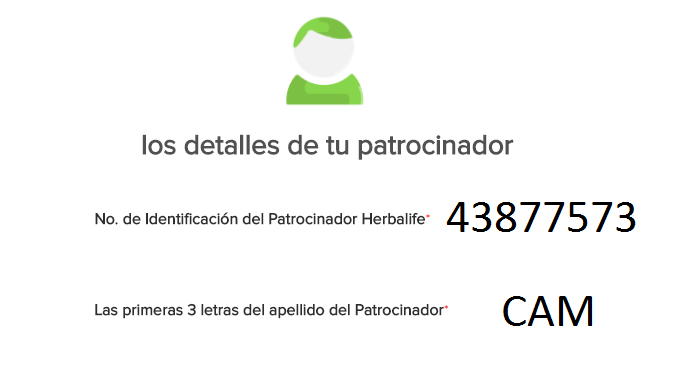 los detalles de tu patrocinador
No. de Identificación del Patrocinador Herbalife* 43877573
Las primeras 3 letras del apellido del Patrocinador* CAM